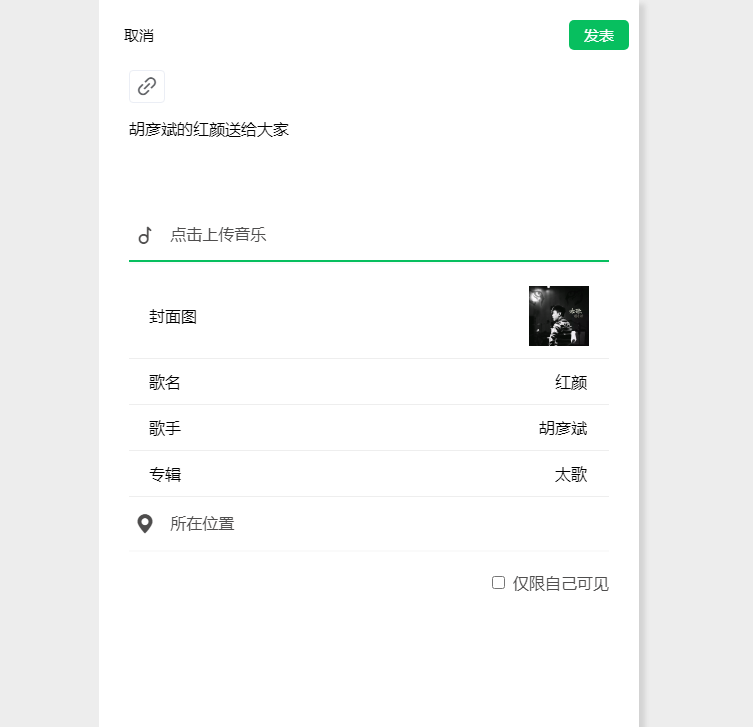 取消
发表
胡彦斌的红颜送给大家
点击上传音乐
封面图
歌名
红颜
歌手
胡彦斌
专辑
太歌
所在位置
仅限自己可见